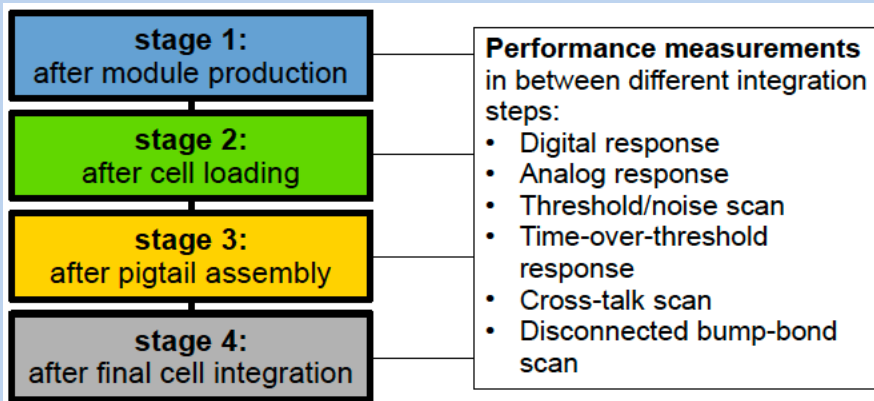 stage 1:
after module production
stage 2:
after cell loading
stage 3:
after pigtail assembly
stage 4:
after final cell integration
Performance measurements
in between different integration
steps:
• Digital response
• Analog response
• Threshold/noise scan
• Time-over-threshold
response
• Cross-talk scan
• Disconnected bump-bond
scan